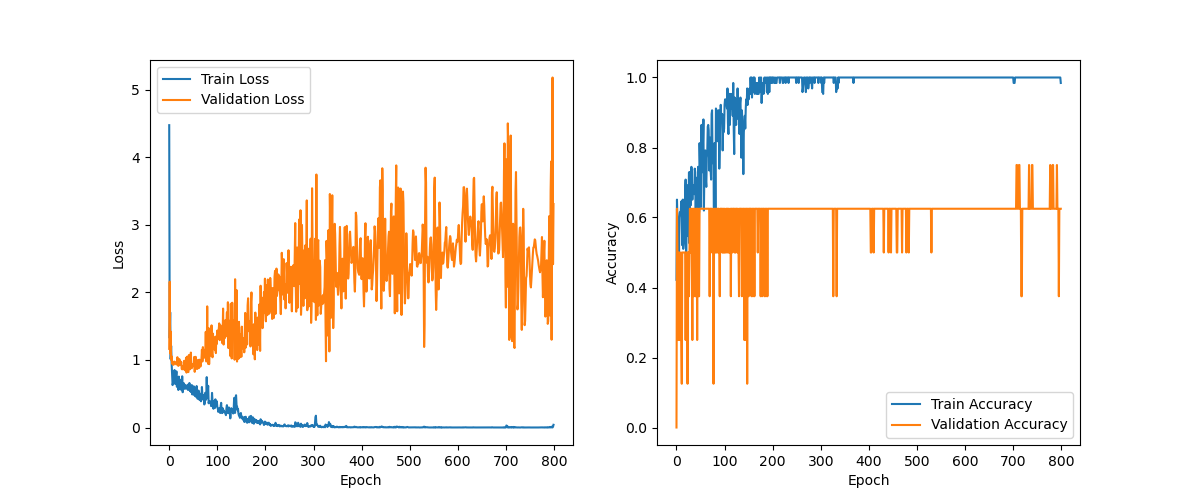 Train Loss
Validation Loss
5
4
3
2
1
0
Loss
0 100 200 300 400 500 600 700 800
Epoch
1.0
0.8
0.6
0.4
0.2
0.0
Accuracy
Train Accuracy
Validation Accuracy
0 100 200 300 400 500 600 700 800
Epoch